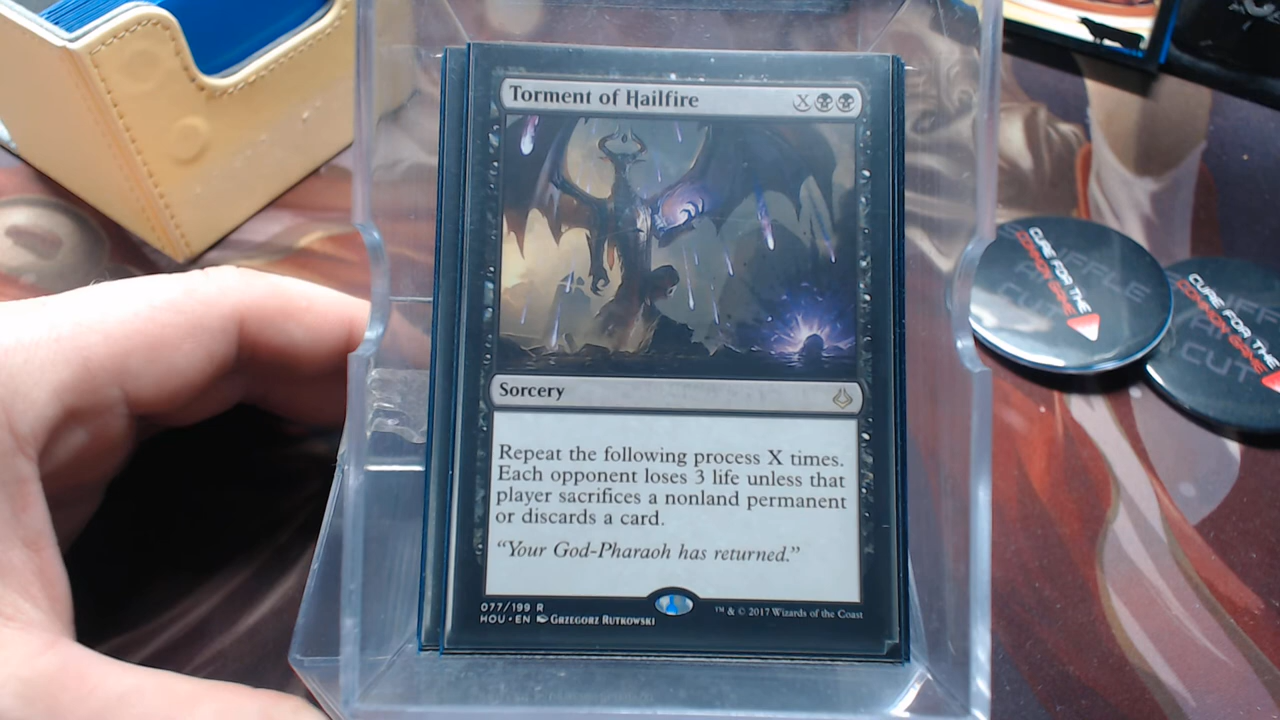 Torment of Hailfire X
Sorcery
Repeat the following process X times.
Each opponent loses 3 life unless that
player sacrifices a nonland permanent
or discards a card.
“Your God-Pharaoh has returned.”
077/199 R
HOU • EN GRZEGORZ RUTKOWSKI
™ & © 2017 Wizards of the Coast
CURE FOR THE
COMMON GAME
CURE FOR THE
COMMON GAME